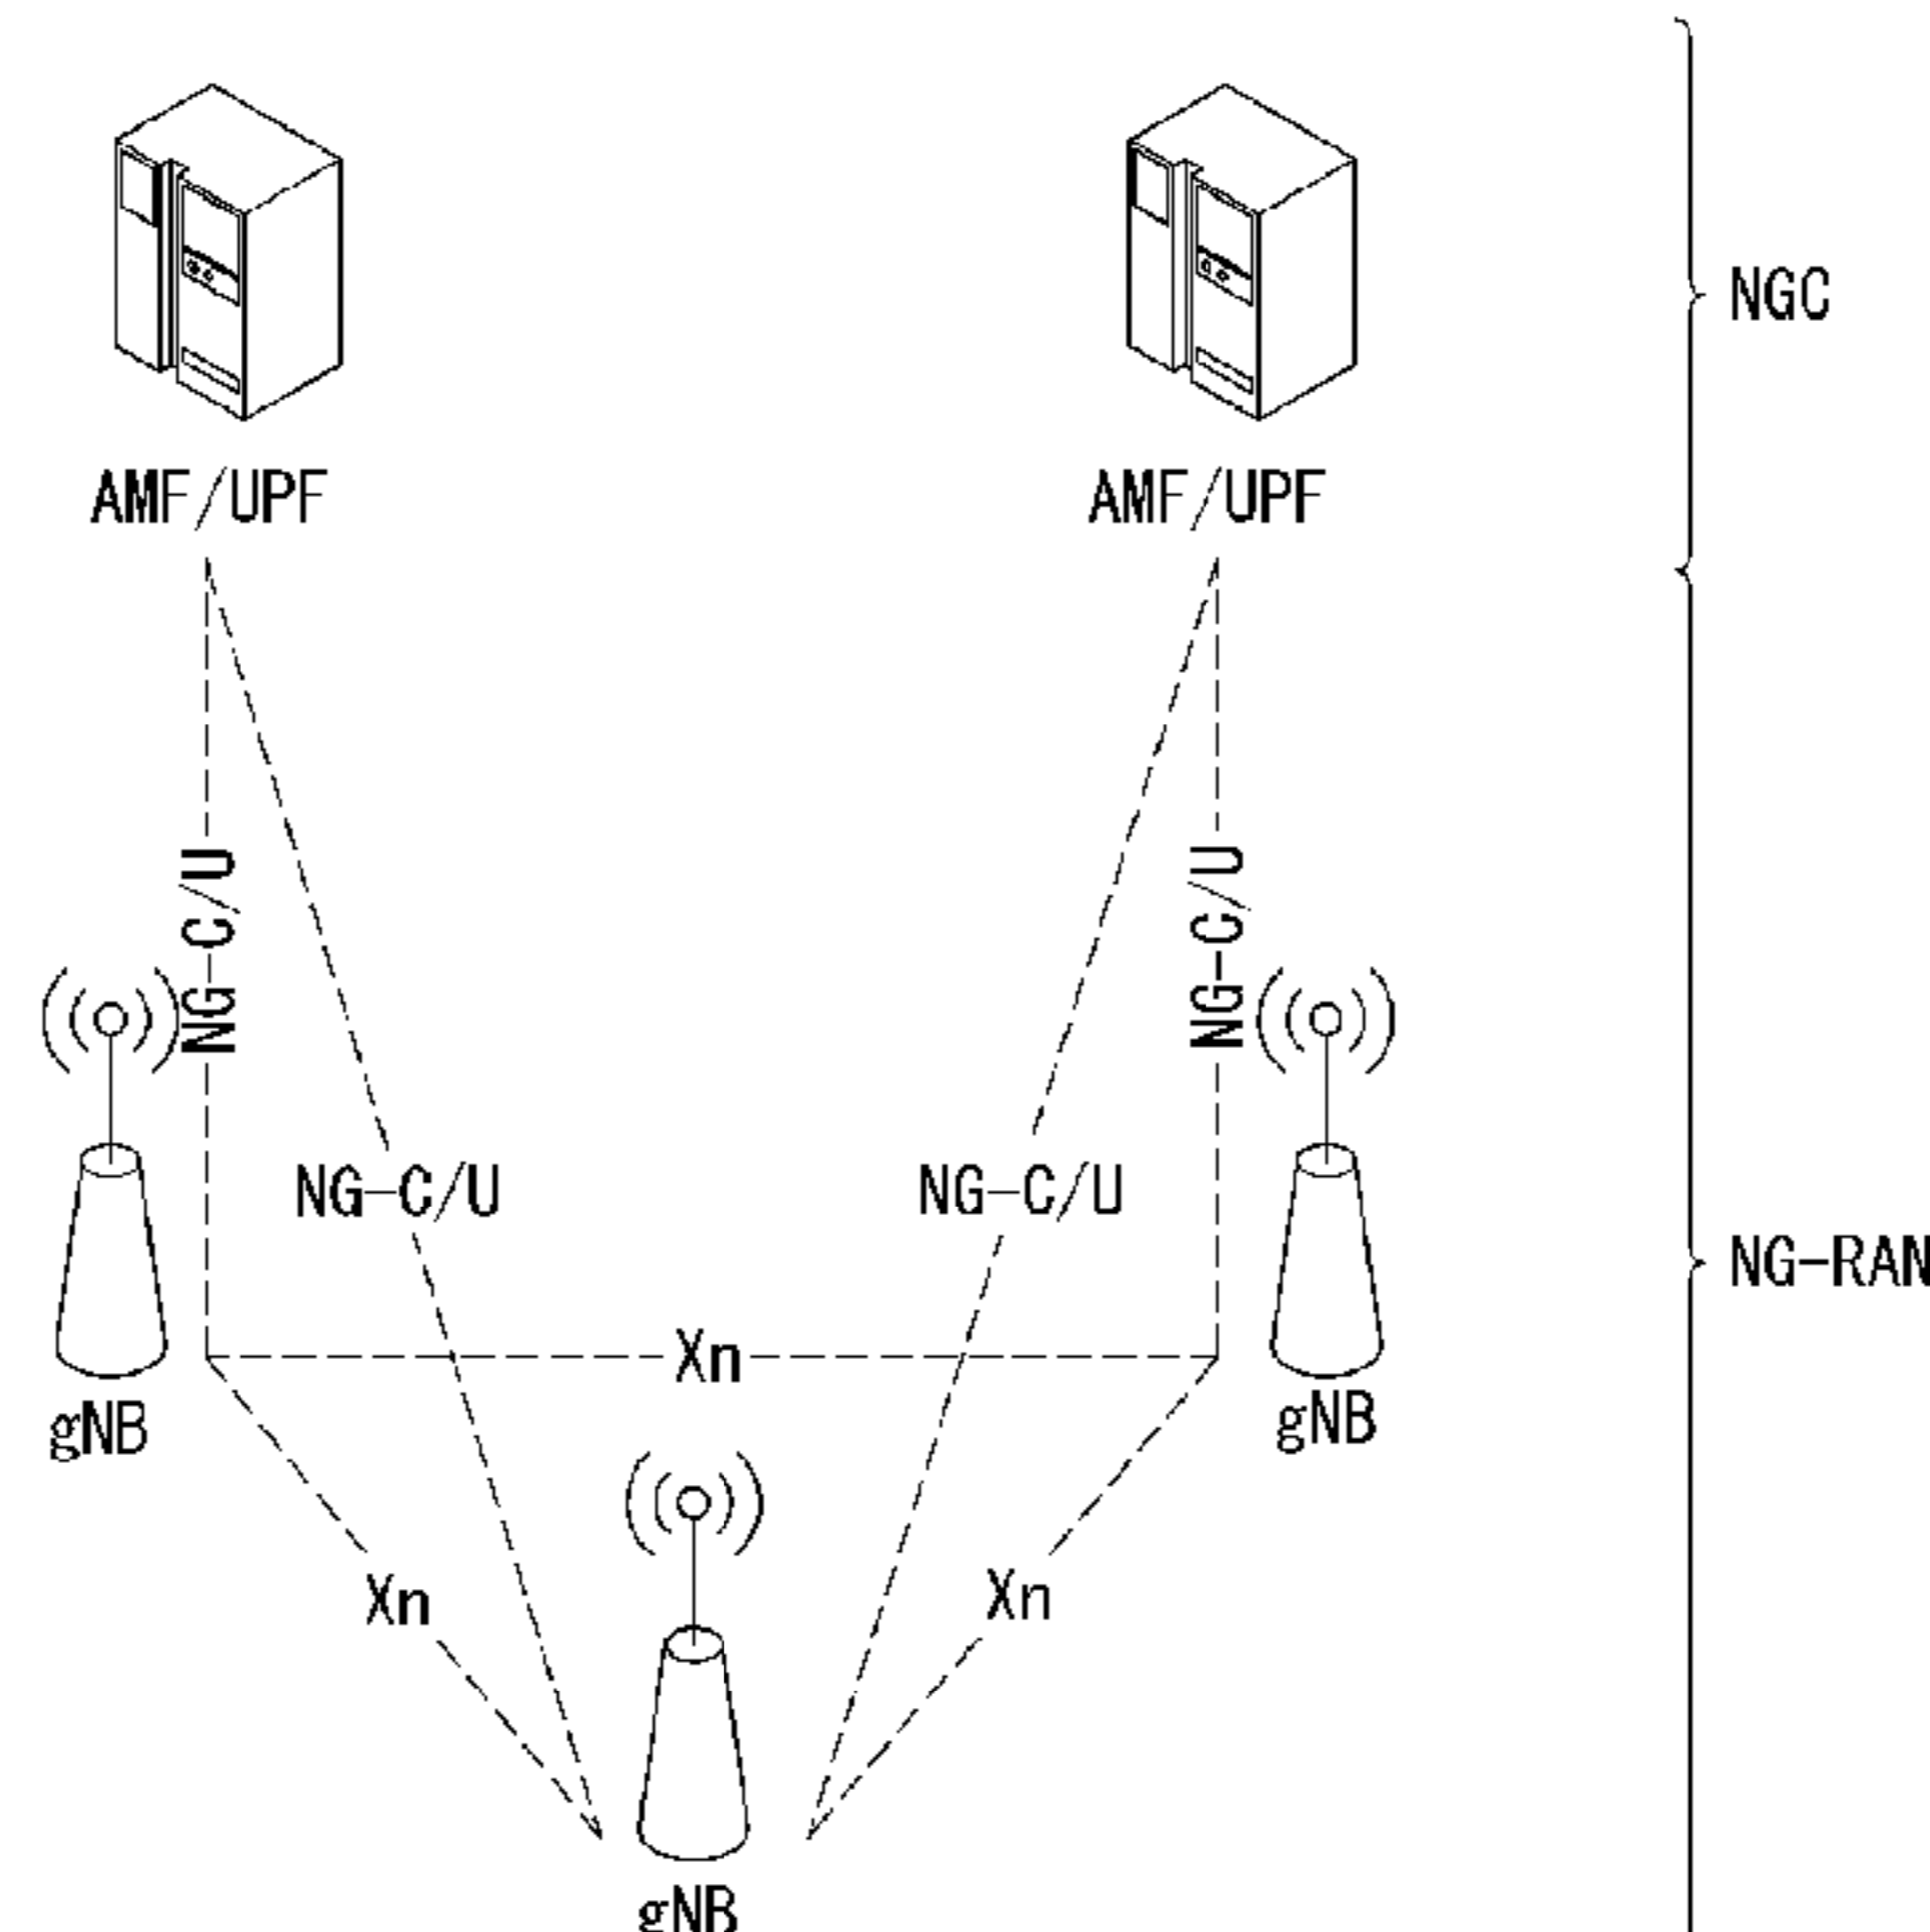 NGC
AMF/UPF
AMF/UPF
NG-C/U
NG-C/U
NG-C/U
NG-C/U
NG-RAN
Xn
gNB
gNB
Xn
Xn
gNB